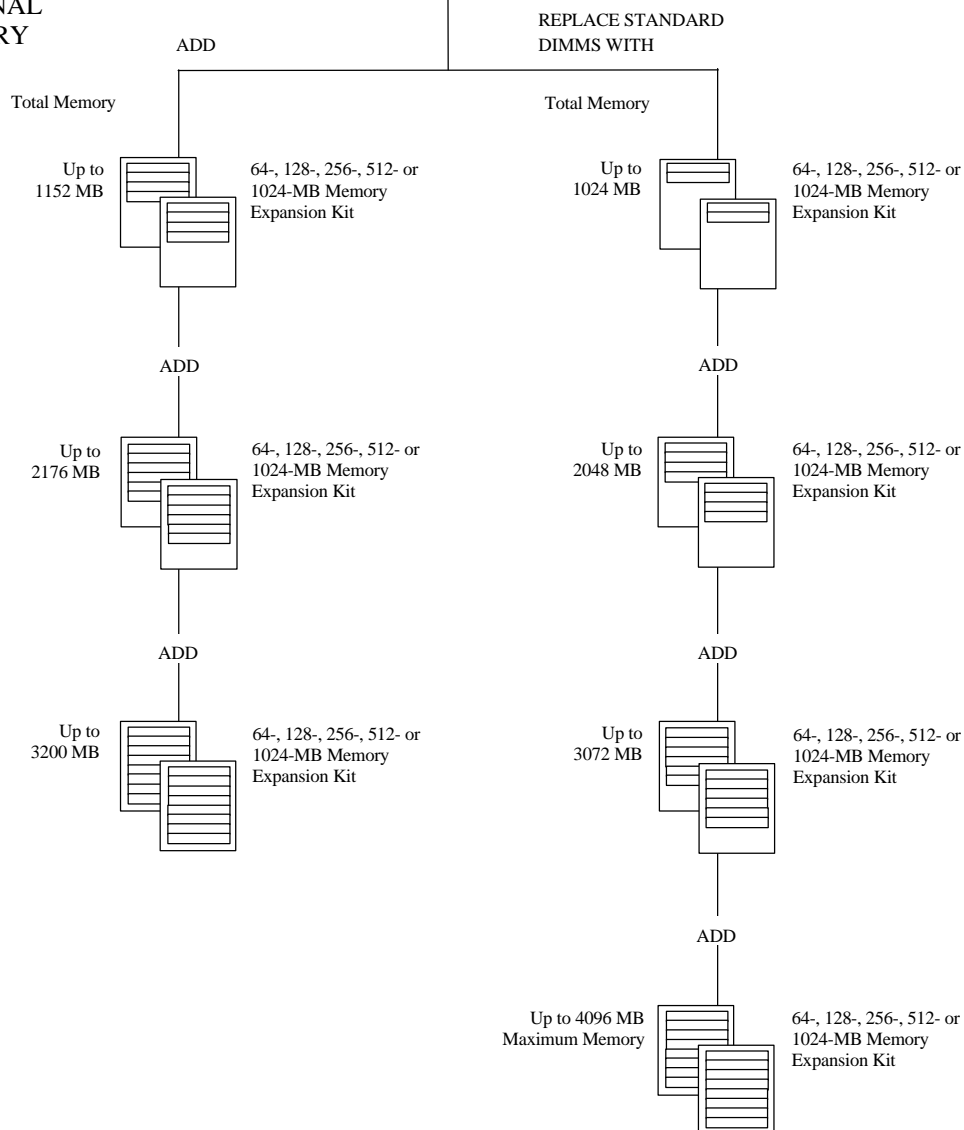 NAL
RY
ADD
REPLACE STANDARD
DIMMS WITH
Total Memory
Total Memory
Up to
1152 MB
64-, 128-, 256-, 512- or
1024-MB Memory
Expansion Kit
Up to
1024 MB
64-, 128-, 256-, 512- or
1024-MB Memory
Expansion Kit
ADD
ADD
Up to
2176 MB
64-, 128-, 256-, 512- or
1024-MB Memory
Expansion Kit
Up to
2048 MB
64-, 128-, 256-, 512- or
1024-MB Memory
Expansion Kit
ADD
ADD
Up to
3200 MB
64-, 128-, 256-, 512- or
1024-MB Memory
Expansion Kit
Up to
3072 MB
64-, 128-, 256-, 512- or
1024-MB Memory
Expansion Kit
ADD
Up to 4096 MB
Maximum Memory
64-, 128-, 256-, 512- or
1024-MB Memory
Expansion Kit